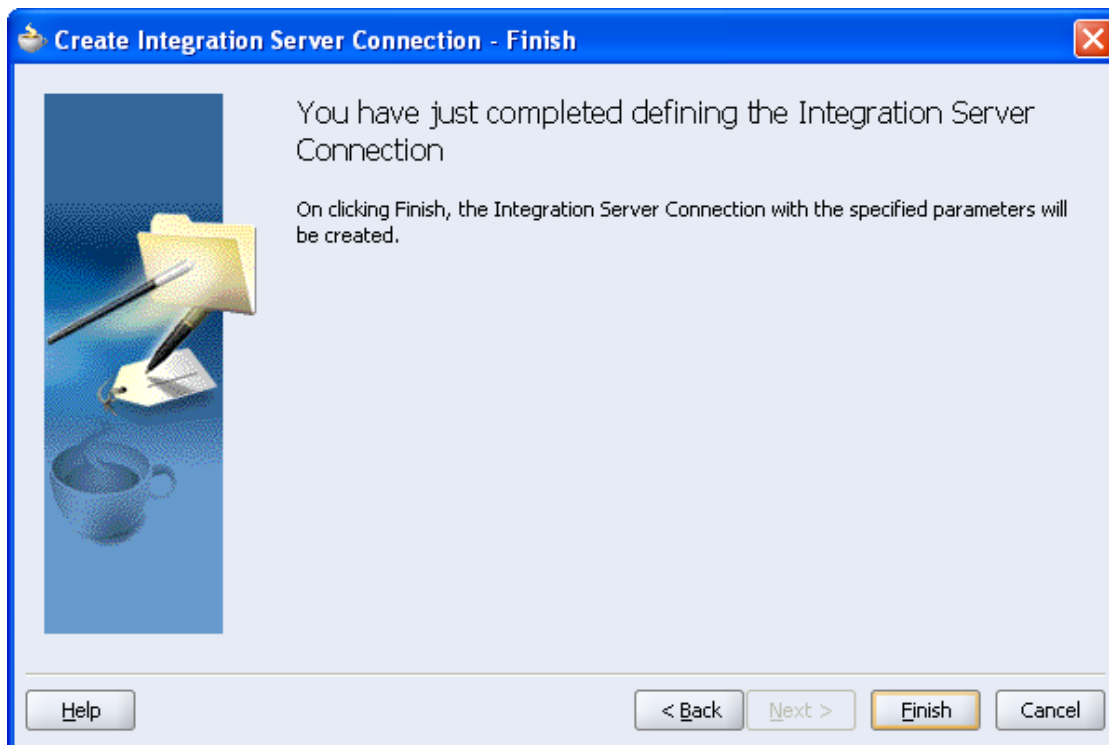 Create Integration Server Connection - Finish
You have just completed defining the Integration Server
Connection
On clicking Finish, the Integration Server Connection with the specified parameters will
be created.
Help
< Back
Next >
Finish
Cancel